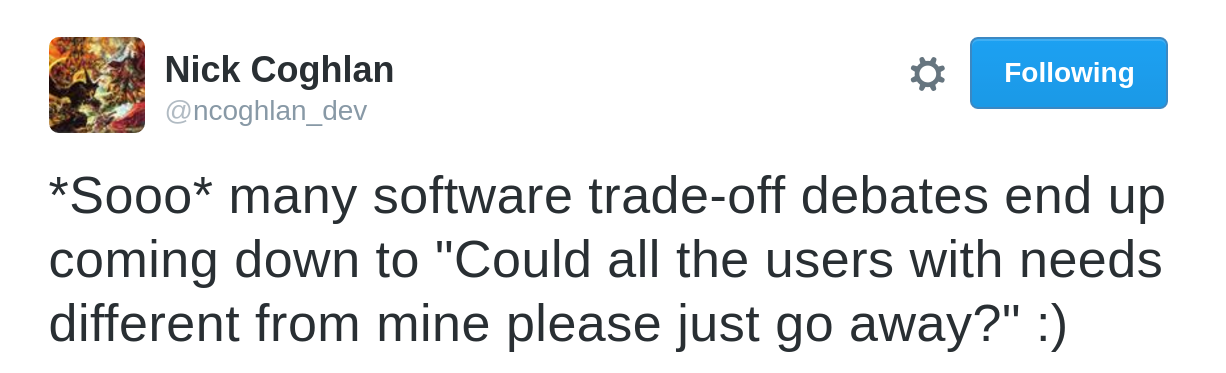 Nick Coghlan
@ncoghlan_dev
Following
*Sooo* many software trade-off debates end up
coming down to "Could all the users with needs
different from mine please just go away?" :)